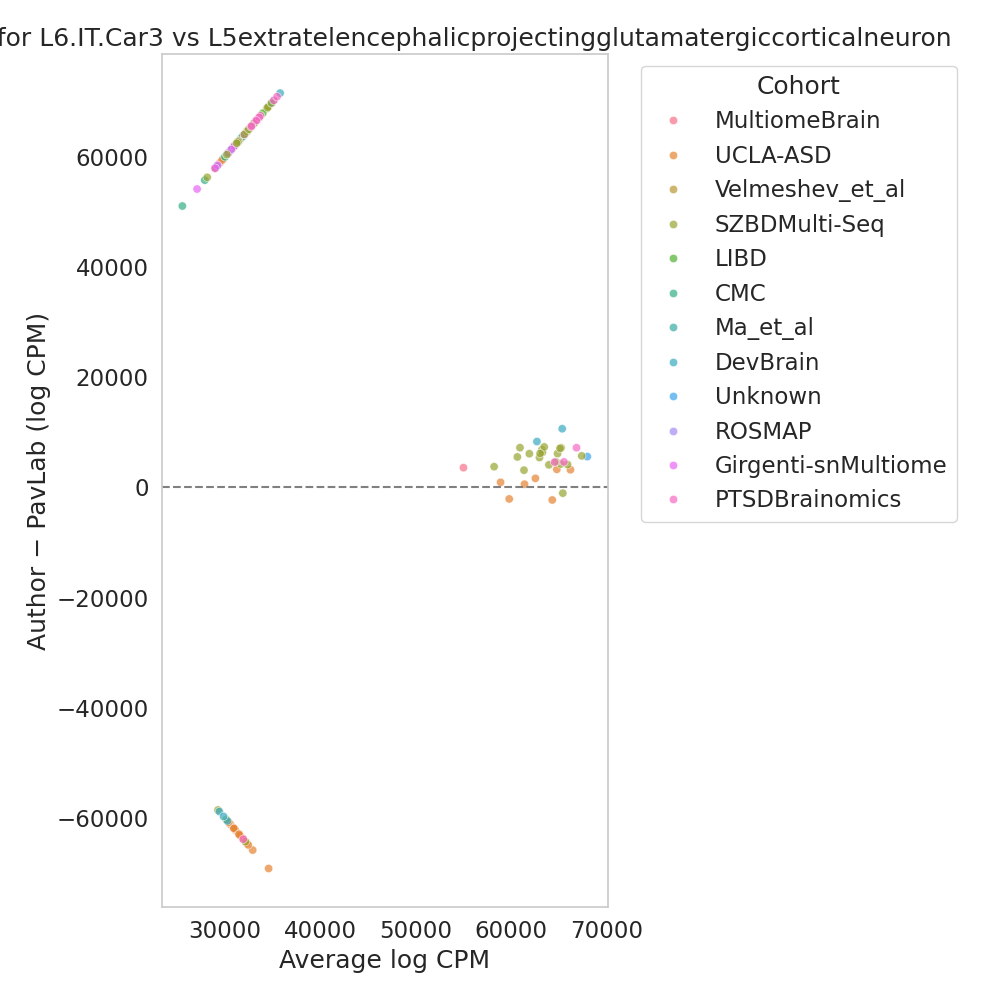 for L6.IT.Car3 vs L5extratelencephalicprojectingglutamatergiccorticalneuron
Cohort
MultiomeBrain
UCLA-ASD
Velmeshev_et_al
SZBDMulti-Seq
LIBD
CMC
Ma_et_al
DevBrain
Unknown
ROSMAP
Girgenti-snMultiome
PTSDBrainomics
Author − PavLab (log CPM)
60000
40000
20000
0
−20000
−40000
−60000
30000 40000 50000 60000 70000
Average log CPM